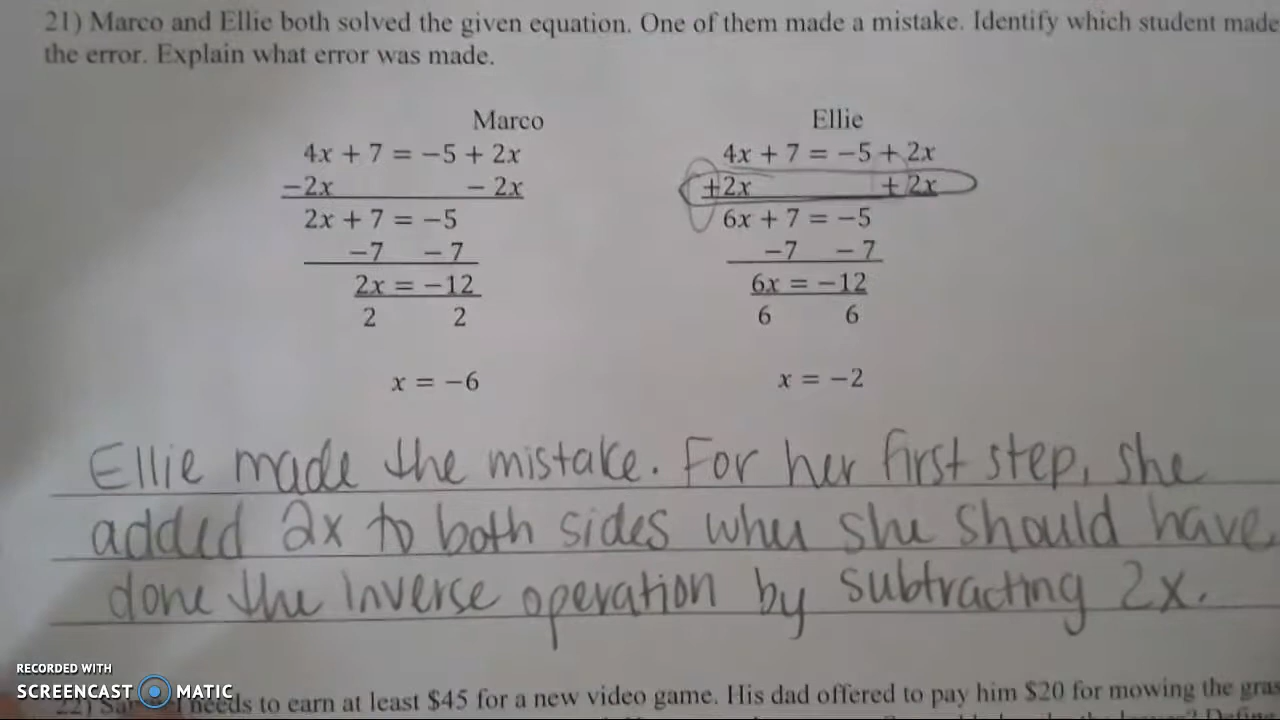 21) Marco and Ellie both solved the given equation. One of them made a mistake. Identify which student made
the error. Explain what error was made.
Marco Ellie
4x + 7 = −5 + 2x 4x + 7 = −5 + 2x
−2x − 2x +2x + 2x
2x + 7 = −5 6x + 7 = −5
−7 − 7 −7 − 7
2x = −12 6x = −12
2 2 6 6
x = −6 x = −2
Ellie made the mistake. For her first step, she
added 2x to both sides when she should have
done the inverse operation by subtracting 2x.
RECORDED WITH
SCREENCAST MATIC
22) needs to earn at least $45 for a new video game. His dad offered to pay him $20 for mowing the